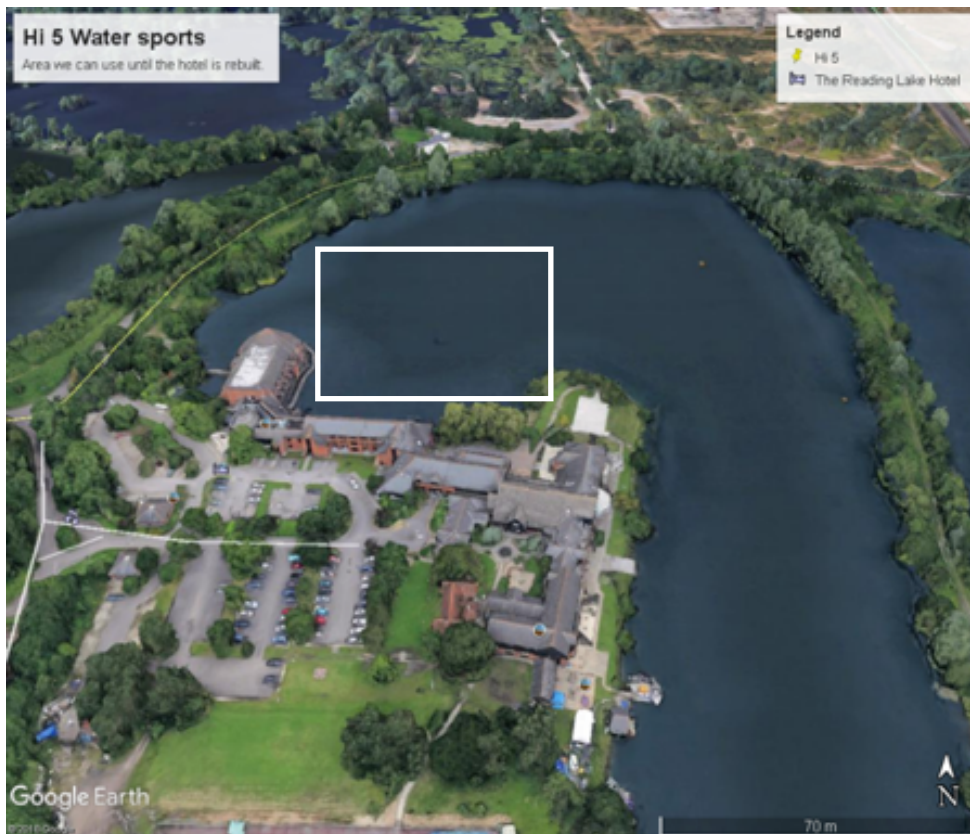 Hi 5 Water sports
Area we can use until the hotel is rebuilt.
Legend
Hi 5
The Reading Lake Hotel
Google Earth
N
70 m